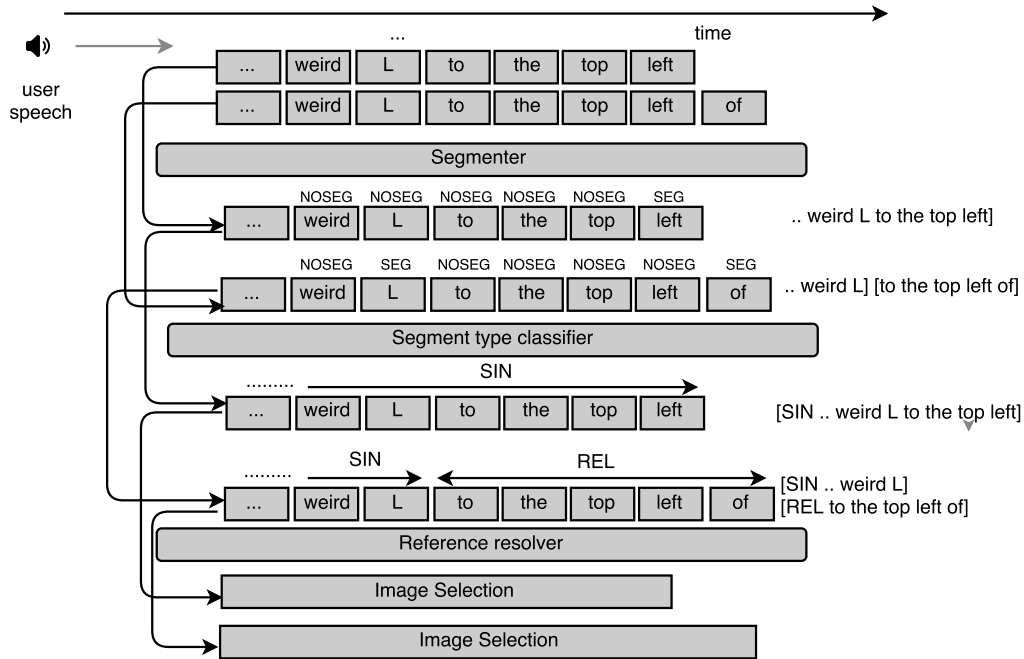 ...
time
user
speech
... weird L to the top left
... weird L to the top left of
Segmenter
NOSEG NOSEG NOSEG NOSEG NOSEG SEG
... weird L to the top left
.. weird L to the top left]
NOSEG SEG NOSEG NOSEG NOSEG NOSEG SEG
... weird L to the top left of
.. weird L] [to the top left of]
Segment type classifier
......... SIN
... weird L to the top left
[SIN .. weird L to the top left]
......... SIN REL
... weird L to the top left of
[SIN .. weird L]
[REL to the top left of]
Reference resolver
Image Selection
Image Selection